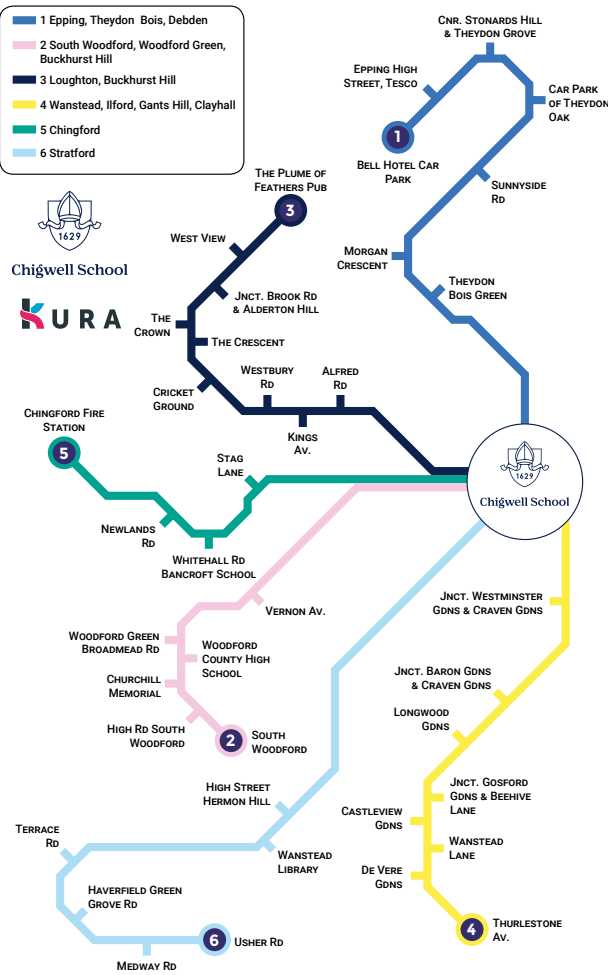 1 Epping, Theydon Bois, Debden
2 South Woodford, Woodford Green,
Buckhurst Hill
3 Loughton, Buckhurst Hill
4 Wanstead, Ilford, Gants Hill, Clayhall
5 Chingford
6 Stratford
1629
Chigwell School
KURA
CNR. STONARDS HILL
& THEYDON GROVE
EPPING HIGH
STREET, TESCO
CAR PARK
OF THEYDON
OAK
1
BELL HOTEL CAR
PARK
SUNNYSIDE
RD
MORGAN
CRESCENT
THEYDON
BOIS GREEN
THE PLUME OF
FEATHERS PUB
3
WEST VIEW
JNCT. BROOK RD
& ALDERTON HILL
THE
CROWN
THE CRESCENT
CRICKET
GROUND
WESTBURY
RD
ALFRED
RD
KINGS
AV.
CHINGFORD FIRE
STATION
5
STAG
LANE
NEWLANDS
RD
WHITEHALL RD
BANCROFT SCHOOL
1629
Chigwell School
VERNON AV.
WOODFORD GREEN
BROADMEAD RD
WOODFORD
COUNTY HIGH
SCHOOL
CHURCHILL
MEMORIAL
HIGH RD SOUTH
WOODFORD
2
SOUTH
WOODFORD
JNCT. WESTMINSTER
GDNS & CRAVEN GDNS
JNCT. BARON GDNS
& CRAVEN GDNS
LONGWOOD
GDNS
JNCT. GOSFORD
GDNS & BEEHIVE
LANE
CASTLEVIEW
GDNS
WANSTEAD
LANE
DE VERE
GDNS
4
THURLESTONE
AV.
HIGH STREET
HERMON HILL
WANSTEAD
LIBRARY
TERRACE
RD
HAVERFIELD GREEN
GROVE RD
6
USHER RD
MEDWAY RD